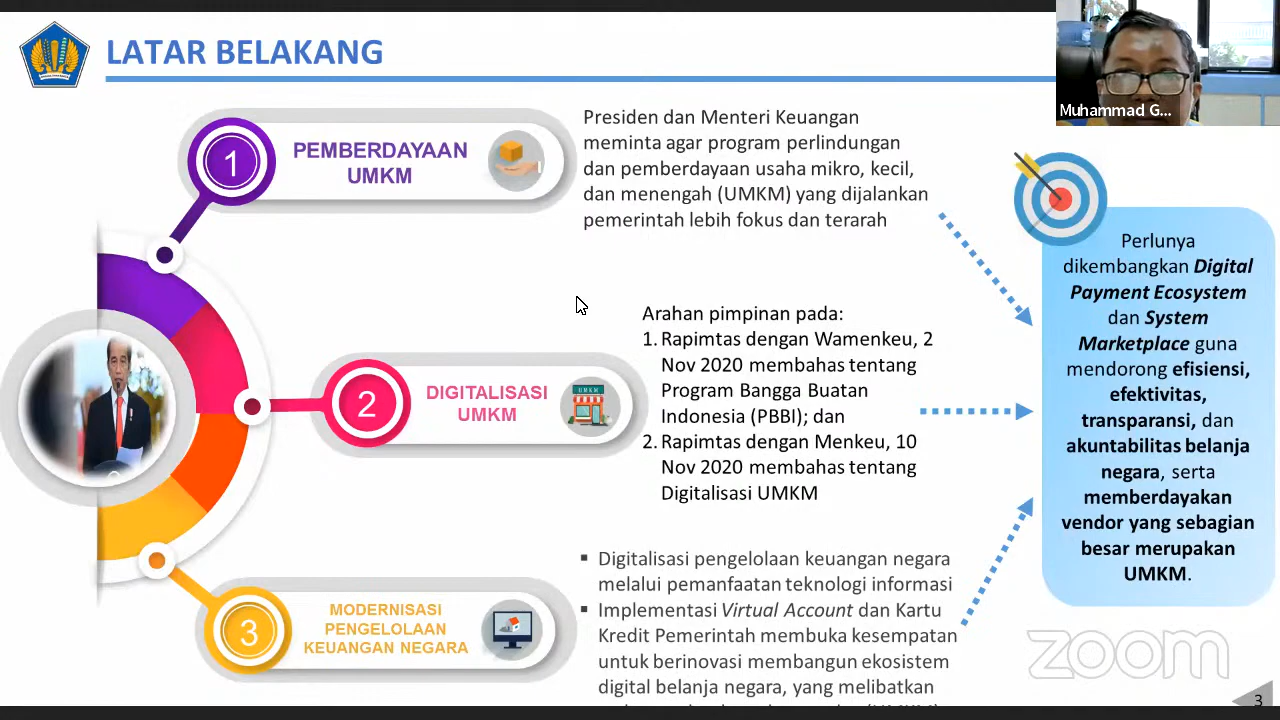 LATAR BELAKANG
Muhammad G...
1
PEMBERDAYAAN
UMKM
Presiden dan Menteri Keuangan
meminta agar program perlindungan
dan pemberdayaan usaha mikro, kecil,
dan menengah (UMKM) yang dijalankan
pemerintah lebih fokus dan terarah
2
DIGITALISASI
UMKM
UMKM
Arahan pimpinan pada:
1. Rapimtas dengan Wamenkeu, 2
Nov 2020 membahas tentang
Program Bangga Buatan
Indonesia (PBBI); dan
2. Rapimtas dengan Menkeu, 10
Nov 2020 membahas tentang
Digitalisasi UMKM
3
MODERNISASI
PENGELOLAAN
KEUANGAN NEGARA
▪ Digitalisasi pengelolaan keuangan negara
melalui pemanfaatan teknologi informasi
▪ Implementasi Virtual Account dan Kartu
Kredit Pemerintah membuka kesempatan
untuk berinovasi membangun ekosistem
digital belanja negara, yang melibatkan
Perlunya
dikembangkan Digital
Payment Ecosystem
dan System
Marketplace guna
mendorong efisiensi,
efektivitas,
transparansi, dan
akuntabilitas belanja
negara, serta
memberdayakan
vendor yang sebagian
besar merupakan
UMKM.
zoom
3